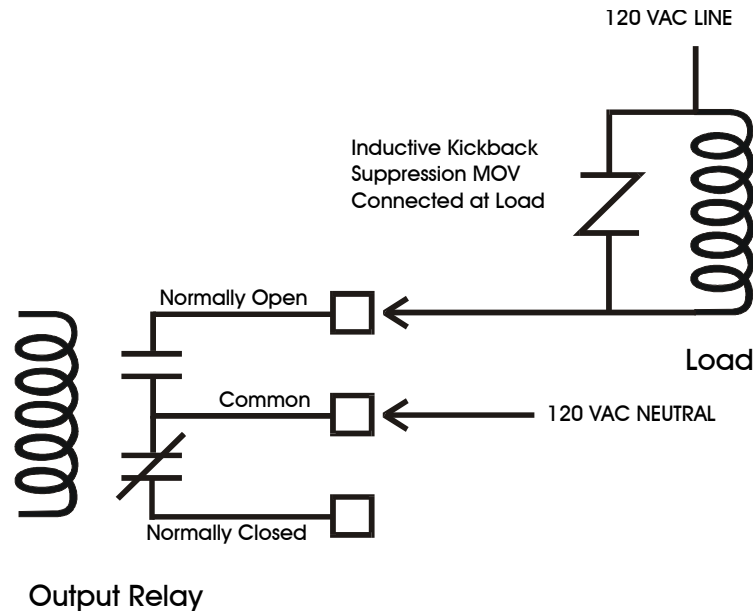 120 VAC LINE
Inductive Kickback
Suppression MOV
Connected at Load
Normally Open
Load
Common
120 VAC NEUTRAL
Normally Closed
Output Relay